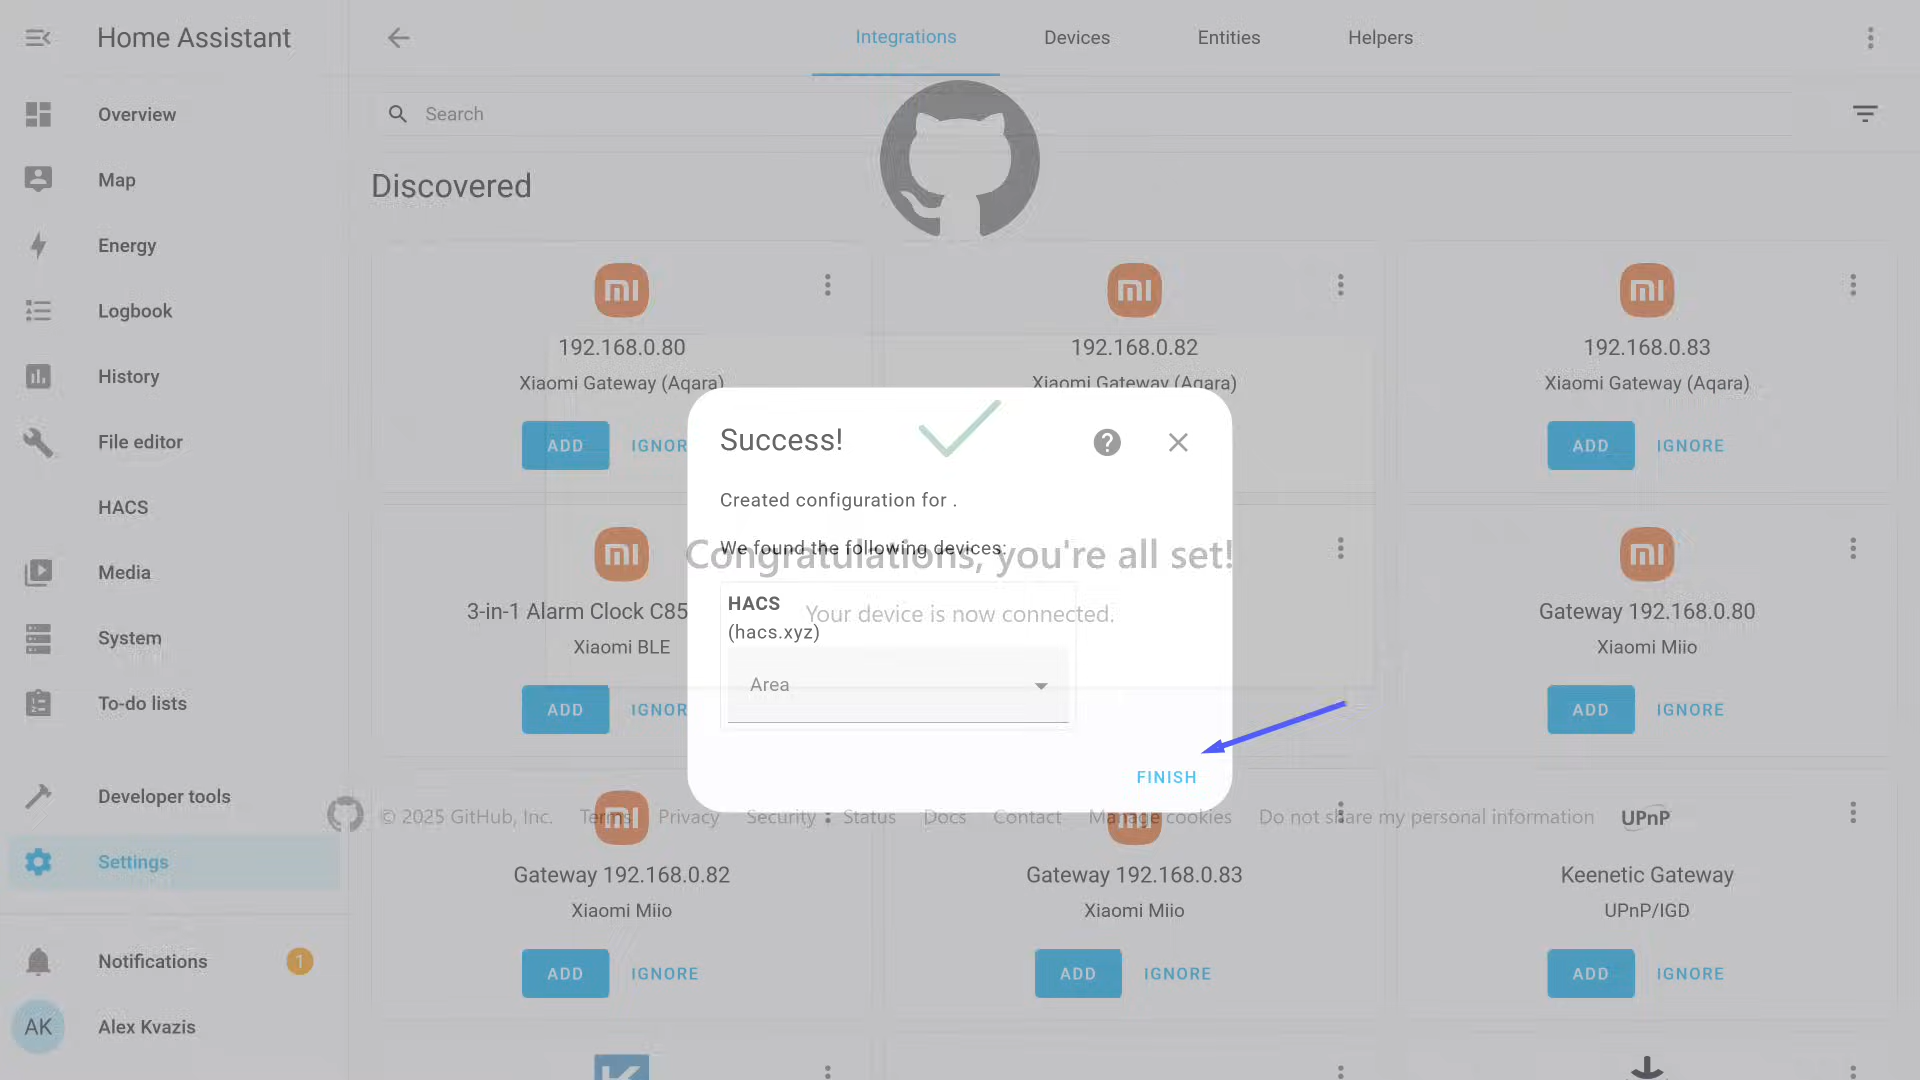 Home Assistant
Integrations
Devices
Entities
Helpers
Overview
Search
Map
Discovered
Energy
Logbook
History
File editor
HACS
Media
System
To-do lists
Developer tools
Settings
Notifications
1
AK
Alex Kvazis
192.168.0.80
Xiaomi Gateway (Aqara)
ADD
IGNOR
192.168.0.82
Xiaomi Gateway (Aqara)
192.168.0.83
Xiaomi Gateway (Aqara)
ADD
IGNORE
3-in-1 Alarm Clock C85
Xiaomi BLE
ADD
IGNOR
Gateway 192.168.0.80
Xiaomi Miio
ADD
IGNORE
Success!
Created configuration for .
We found the following devices:
Congratulations, you're all set!
HACS
Your device is now connected.
(hacs.xyz)
Area
FINISH
© 2025 GitHub, Inc.
Terms
Privacy
Security
Status
Docs
Contact
Manage cookies
Do not share my personal information
UPnP
Gateway 192.168.0.82
Xiaomi Miio
ADD
IGNORE
Gateway 192.168.0.83
Xiaomi Miio
ADD
IGNORE
Keenetic Gateway
UPnP/IGD
ADD
IGNORE